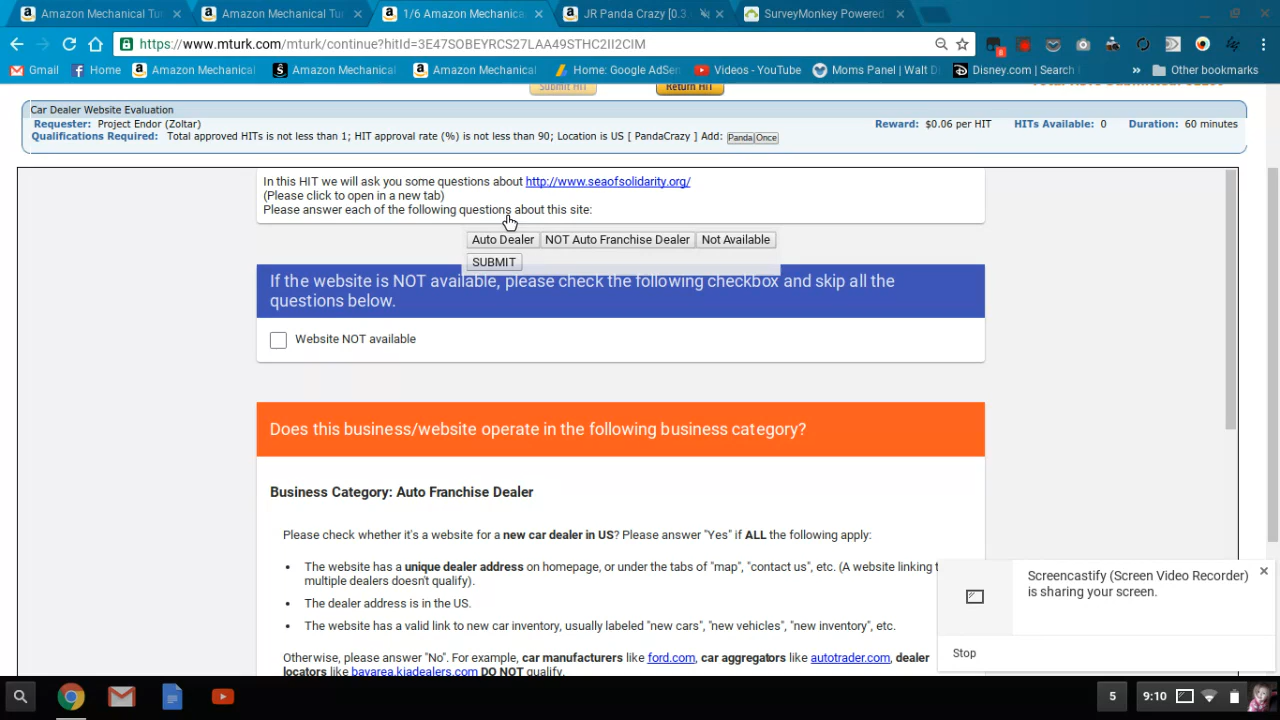 Amazon Mechanical Tur
Amazon Mechanical Tur
1/6 Amazon Mechanica
JR Panda Crazy [0.3.
SurveyMonkey Powered
https://www.mturk.com/mturk/continue?hitId=3E47SOBEYRCS27LAA49STHC2II2CIM
Gmail
Home
Amazon Mechanical
Amazon Mechanical
Amazon Mechanical
Home: Google AdSen
Videos - YouTube
Moms Panel | Walt D
Disney.com | Search
» Other bookmarks
Submit HIT
Return HIT
Car Dealer Website Evaluation
Requester: Project Endor (Zoltar)
Reward: $0.06 per HIT HITs Available: 0 Duration: 60 minutes
Qualifications Required: Total approved HITs is not less than 1; HIT approval rate (%) is not less than 90; Location is US [ PandaCrazy ] Add: Panda Once
In this HIT we will ask you some questions about http://www.seaofsolidarity.org/
(Please click to open in a new tab)
Please answer each of the following questions about this site:
Auto Dealer NOT Auto Franchise Dealer Not Available
SUBMIT
If the website is NOT available, please check the following checkbox and skip all the
questions below.
Website NOT available
Does this business/website operate in the following business category?
Business Category: Auto Franchise Dealer
Please check whether it's a website for a new car dealer in US? Please answer "Yes" if ALL the following apply:
• The website has a unique dealer address on homepage, or under the tabs of "map", "contact us", etc. (A website linking t
multiple dealers doesn't qualify).
• The dealer address is in the US.
• The website has a valid link to new car inventory, usually labeled "new cars", "new vehicles", "new inventory", etc.
Otherwise, please answer "No". For example, car manufacturers like ford.com, car aggregators like autotrader.com, dealer
locators like bayarea.kiadealers.com DO NOT qualify.
Screencastify (Screen Video Recorder)
is sharing your screen.
Stop
5
9:10